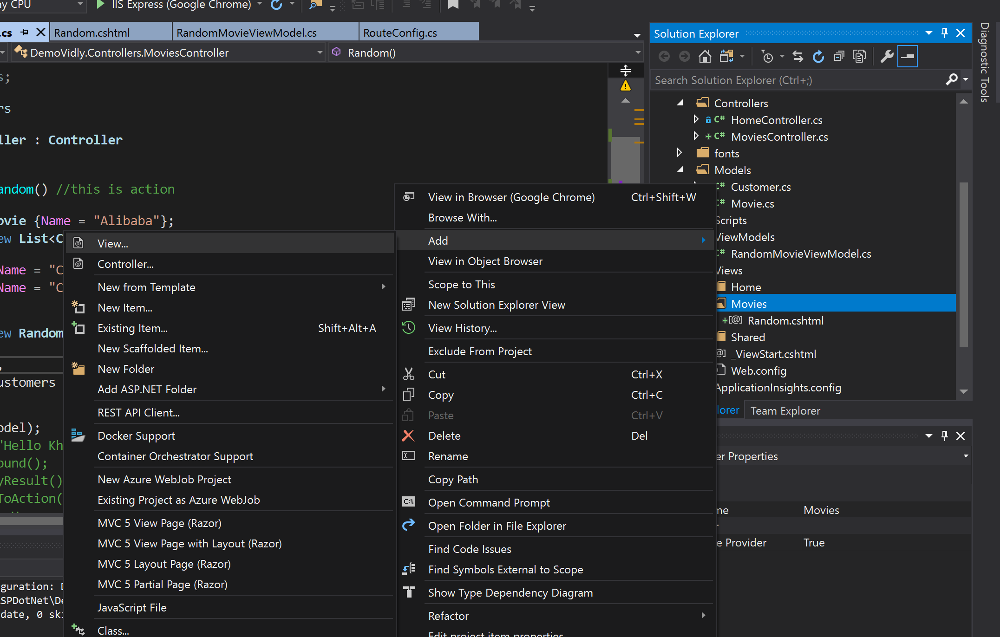 ny CPU
IIS Express (Google Chrome)
.cs
Random.cshtml
RandomMovieViewModel.cs
RouteConfig.cs
DemoVidly.Controllers.MoviesController
Random()
s;
rs
ller : Controller
andom() //this is action
ovie {Name = "Alibaba"};
ew List<C
Name = "C
Name = "C
ew Random
ustomers
odel);
"Hello Kh
ound();
yResult()
ToAction(
guration: D
ASPDotNet\De
date, 0 ski
View...
Controller...
New from Template
New Item...
Existing Item... Shift+Alt+A
New Scaffolded Item...
New Folder
Add ASP.NET Folder
REST API Client...
Docker Support
Container Orchestrator Support
New Azure WebJob Project
Existing Project as Azure WebJob
MVC 5 View Page (Razor)
MVC 5 View Page with Layout (Razor)
MVC 5 Layout Page (Razor)
MVC 5 Partial Page (Razor)
JavaScript File
Class...
View in Browser (Google Chrome) Ctrl+Shift+W
Browse With...
Add
View in Object Browser
Scope to This
New Solution Explorer View
View History...
Exclude From Project
Cut Ctrl+X
Copy Ctrl+C
Paste Ctrl+V
Delete Del
Rename
Copy Path
Open Command Prompt
Open Folder in File Explorer
Find Code Issues
Find Symbols External to Scope
Show Type Dependency Diagram
Refactor
Edit project item properties
Solution Explorer
Search Solution Explorer (Ctrl+;)
Controllers
C# HomeController.cs
C# MoviesController.cs
fonts
Models
C# Customer.cs
C# Movie.cs
Scripts
ViewModels
C# RandomMovieViewModel.cs
Views
Home
Movies
[@] Random.cshtml
Shared
@] _ViewStart.cshtml
Web.config
ApplicationInsights.config
lorer
Team Explorer
er Properties
me Movies
r
e Provider True
Diagnostic Tools